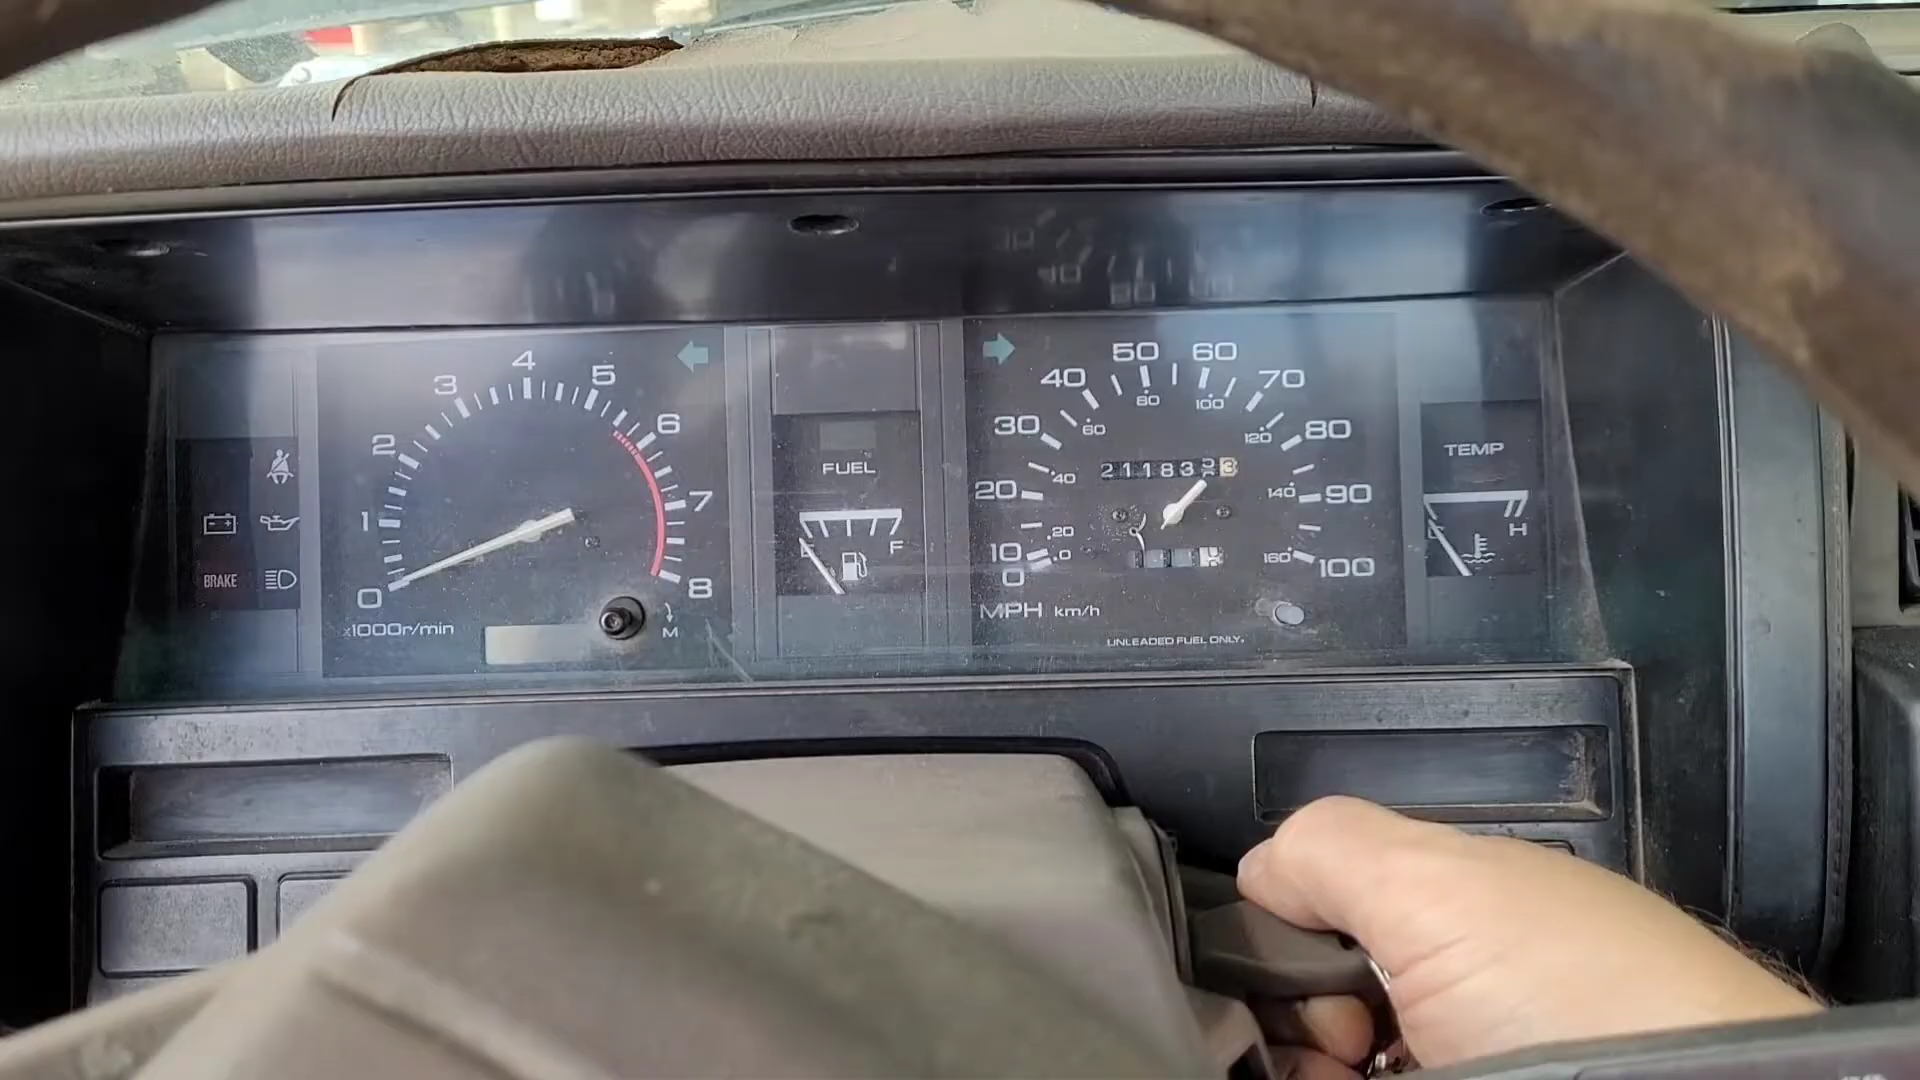 0 1 2 3 4 5 6 7 8
x1000r/min
M
BRAKE
FUEL
F
0 10 20 30 40 50 60 70 80 90 100
0 20 40 60 80 100 120 140 160
21183
3
MPH km/h
UNLEADED FUEL ONLY.
TEMP
H